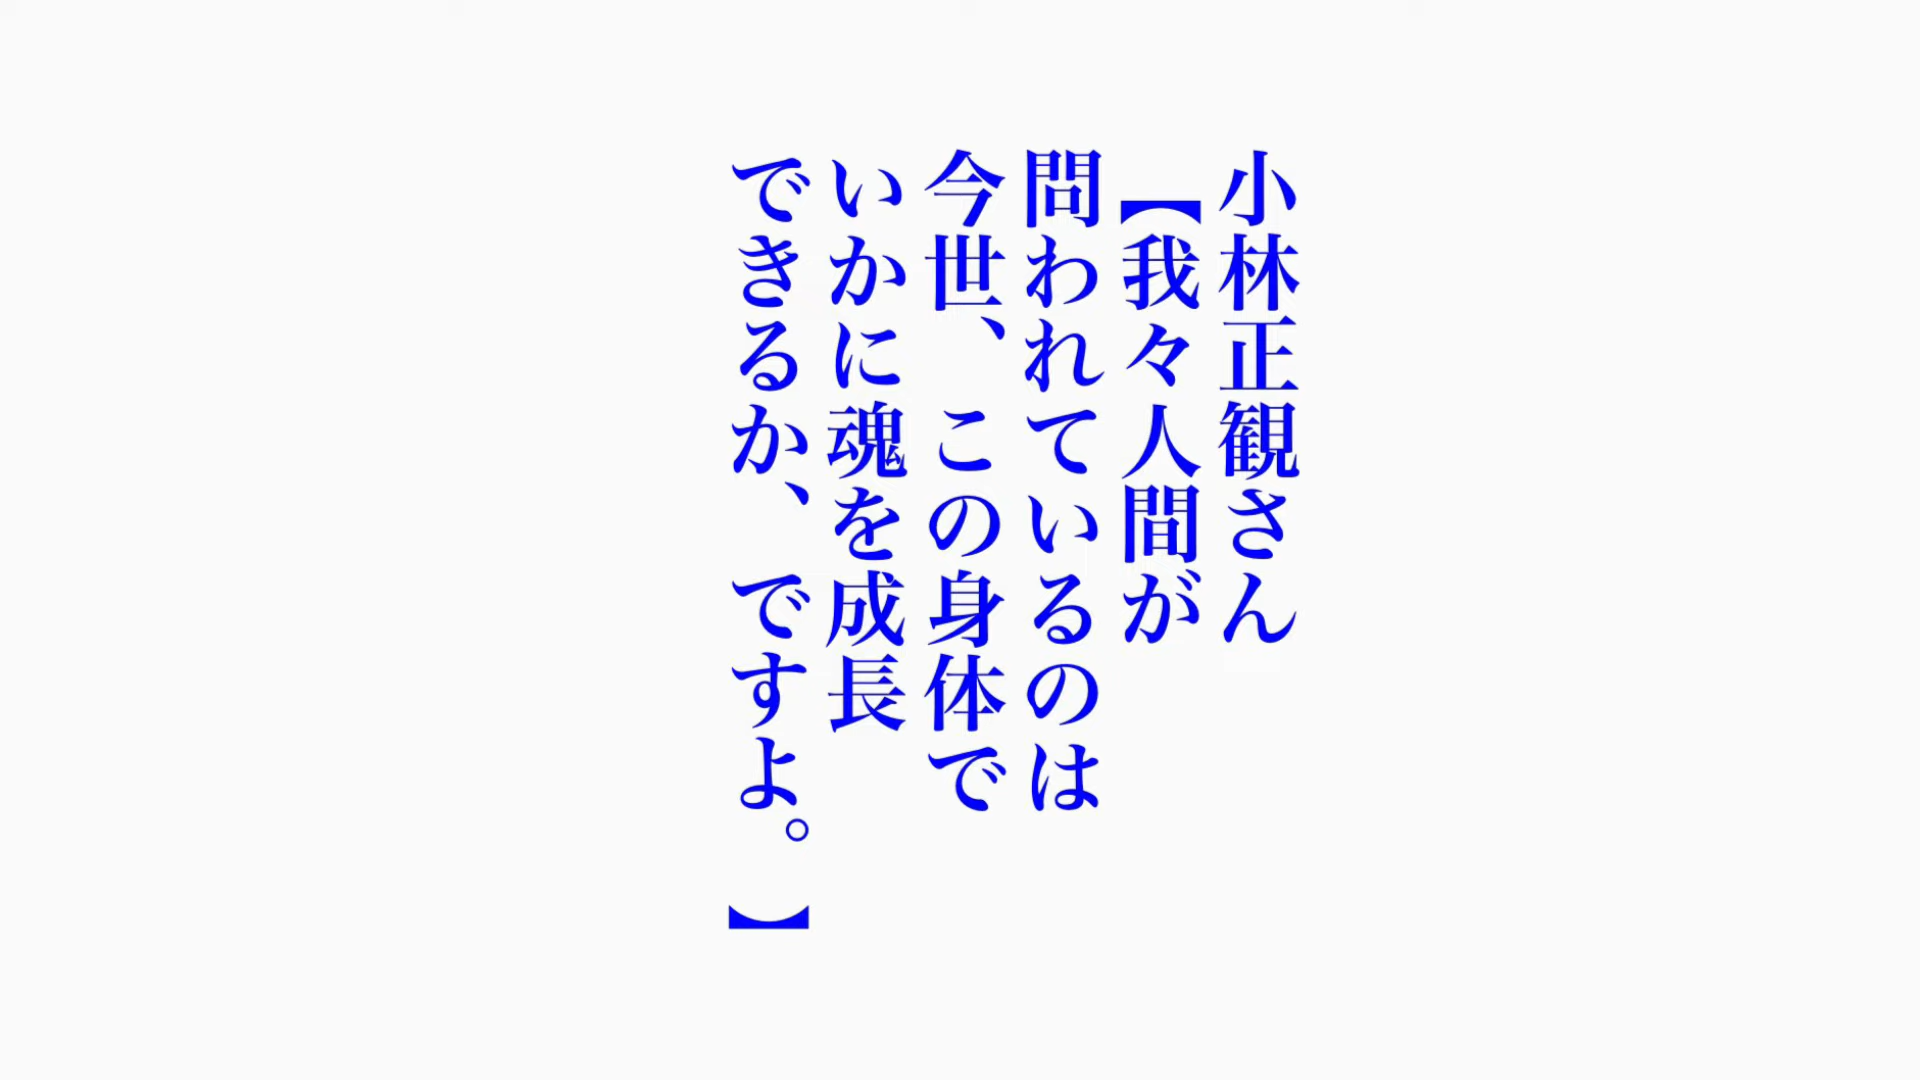 小林正観さん
【我々人間が
問われているのは
今世、この身体で
いかに魂を成長
できるか、ですよ。】